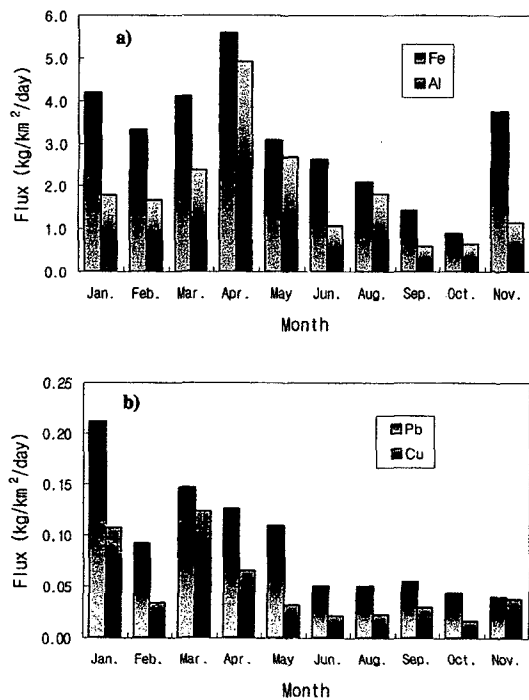 a)
Fe
Al
Flux (kg/km²/day)
6.0
5.0
4.0
3.0
2.0
1.0
0.0
Jan. Feb. Mar. Apr. May Jun. Aug. Sep. Oct. Nov.
Month
b)
Pb
Cu
Flux (kg/km²/day)
0.25
0.20
0.15
0.10
0.05
0.00
Jan. Feb. Mar. Apr. May Jun. Aug. Sep. Oct. Nov.
Month